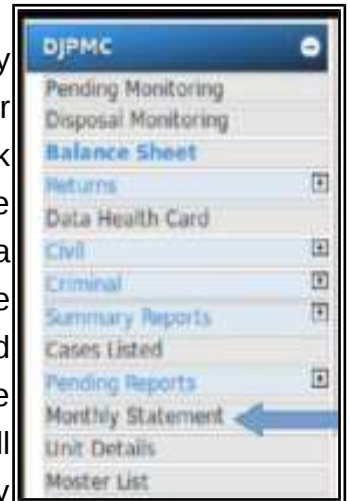 DJPMC
Pending Monitoring
Disposal Monitoring
Balance Sheet
Returns
Data Health Card
Civil
Criminal
Summary Reports
Cases Listed
Pending Reports
Monthly Statement
Unit Details
Moster List